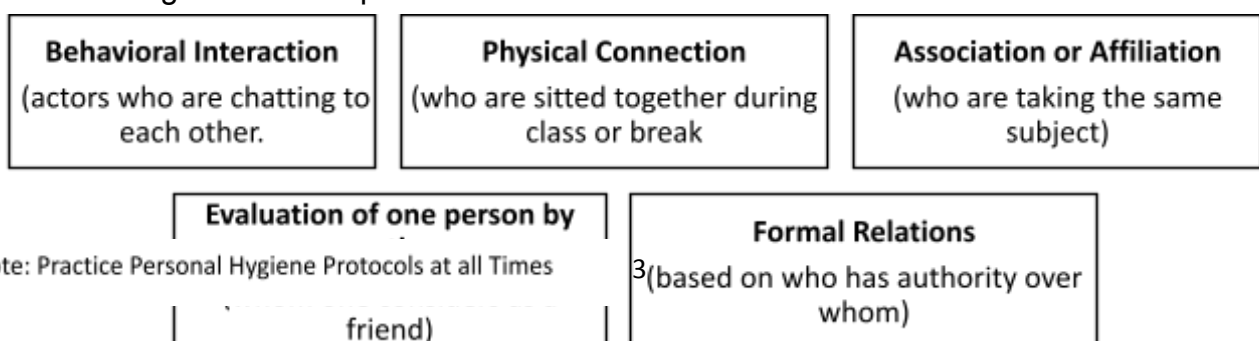 Behavioral Interaction
(actors who are chatting to
each other.
Physical Connection
(who are sitted together during
class or break
Association or Affiliation
(who are taking the same
subject)
Evaluation of one person by
te: Practice Personal Hygiene Protocols at all Times
friend)
Formal Relations
3
(based on who has authority over
whom)